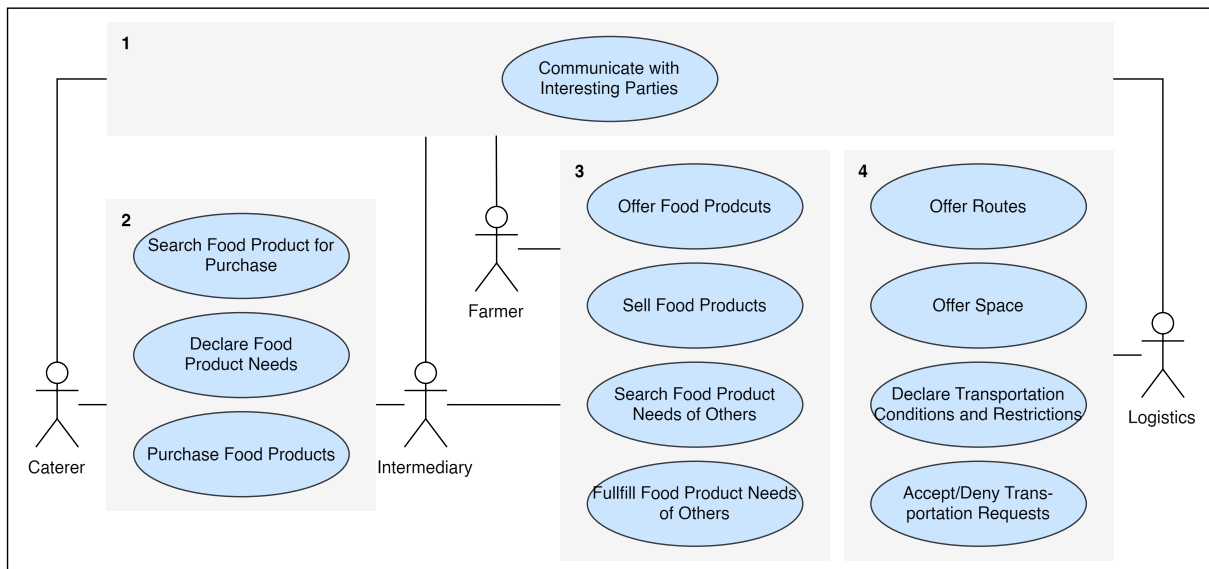 1
Communicate with
Interesting Parties
2
Search Food Product for
Purchase
Declare Food
Product Needs
Purchase Food Products
3
Offer Food Prodcuts
Sell Food Products
Search Food Product
Needs of Others
Fullfill Food Product Needs
of Others
4
Offer Routes
Offer Space
Declare Transportation
Conditions and Restrictions
Accept/Deny Trans-
portation Requests
Caterer
Intermediary
Farmer
Logistics